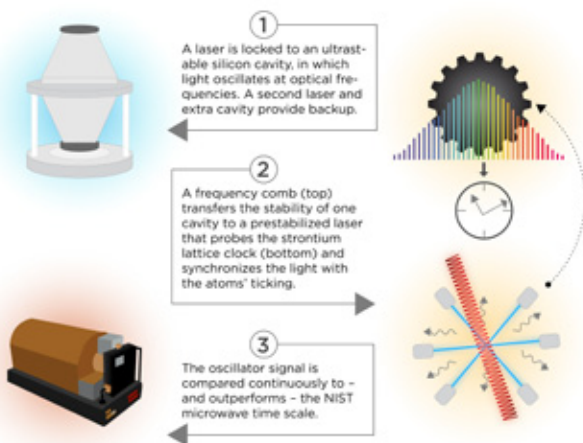 1
A laser is locked to an ultrast-
able silicon cavity, in which
light oscillates at optical fre-
quencies. A second laser and
extra cavity provide backup.
2
A frequency comb (top)
transfers the stability of one
cavity to a prestabilized laser
that probes the strontium
lattice clock (bottom) and
synchronizes the light with
the atoms' ticking.
3
The oscillator signal is
compared continuously to –
and outperforms – the NIST
microwave time scale.